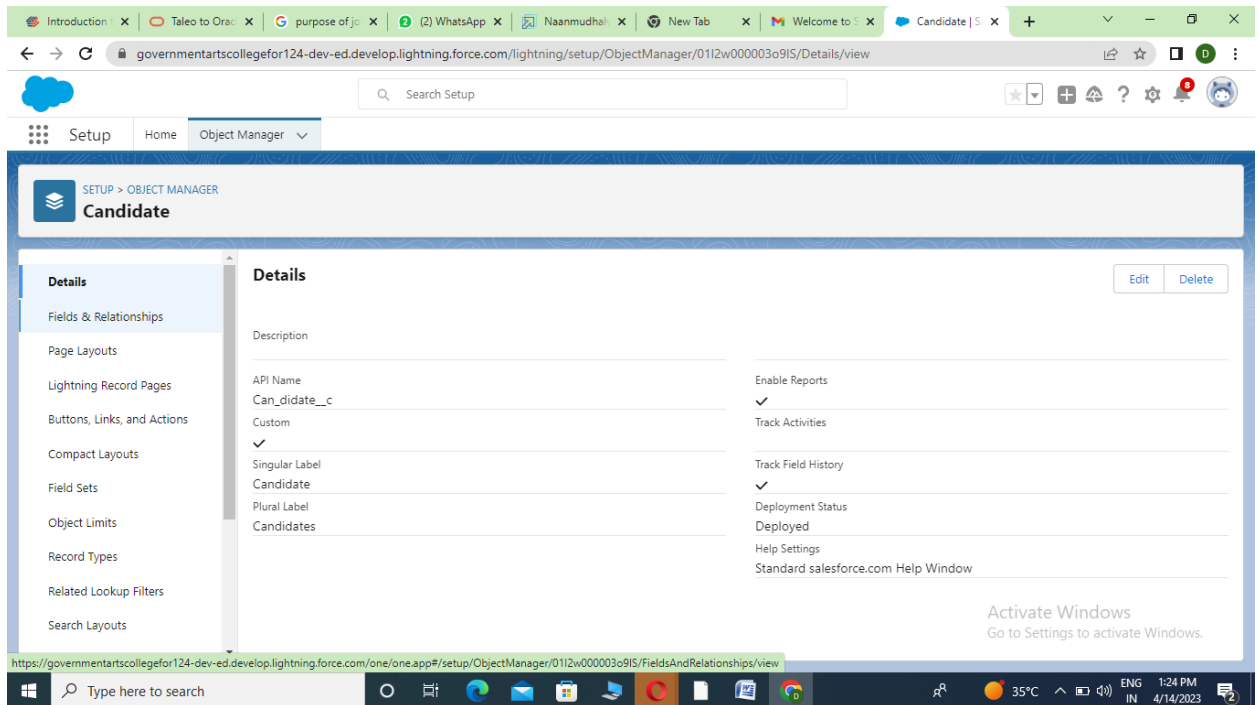 Introduction
Taleo to Orac
purpose of jo
(2) WhatsApp
Naanmudhal
New Tab
Welcome to S
Candidate | S
governmentartscollegefor124-dev-ed.develop.lightning.force.com/lightning/setup/ObjectManager/01I2w000003o9IS/Details/view
D
Search Setup
8
Setup
Home
Object Manager
SETUP > OBJECT MANAGER
Candidate
Details
Fields & Relationships
Page Layouts
Lightning Record Pages
Buttons, Links, and Actions
Compact Layouts
Field Sets
Object Limits
Record Types
Related Lookup Filters
Search Layouts
Details
Edit
Delete
Description
API Name
Can_didate__c
Custom
Singular Label
Candidate
Plural Label
Candidates
Enable Reports
Track Activities
Track Field History
Deployment Status
Deployed
Help Settings
Standard salesforce.com Help Window
Activate Windows
Go to Settings to activate Windows.
https://governmentartscollegefor124-dev-ed.develop.lightning.force.com/one/one.app#/setup/ObjectManager/01I2w000003o9IS/FieldsAndRelationships/view
Type here to search
35°C
ENG
IN
1:24 PM
4/14/2023
2